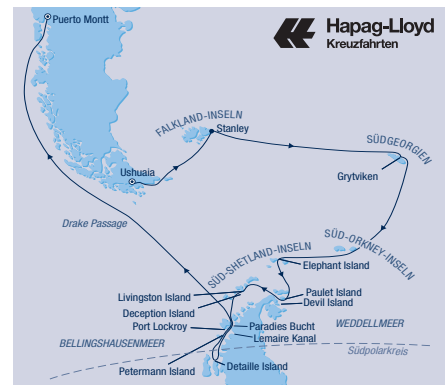 Puerto Montt
Hapag-Lloyd
Kreuzfahrten
FALKLAND-INSELN
Stanley
SÜDGEORGIEN
Ushuaia
Grytviken
Drake Passage
SÜD-SHETLAND-INSELN
SÜD-ORKNEY-INSELN
Elephant Island
Livingston Island
Paulet Island
Deception Island
Devil Island
Port Lockroy
Paradies Bucht
WEDDELLMEER
BELLINGSHAUSENMEER
Lemaire Kanal
Südpolarkreis
Petermann Island
Detaille Island